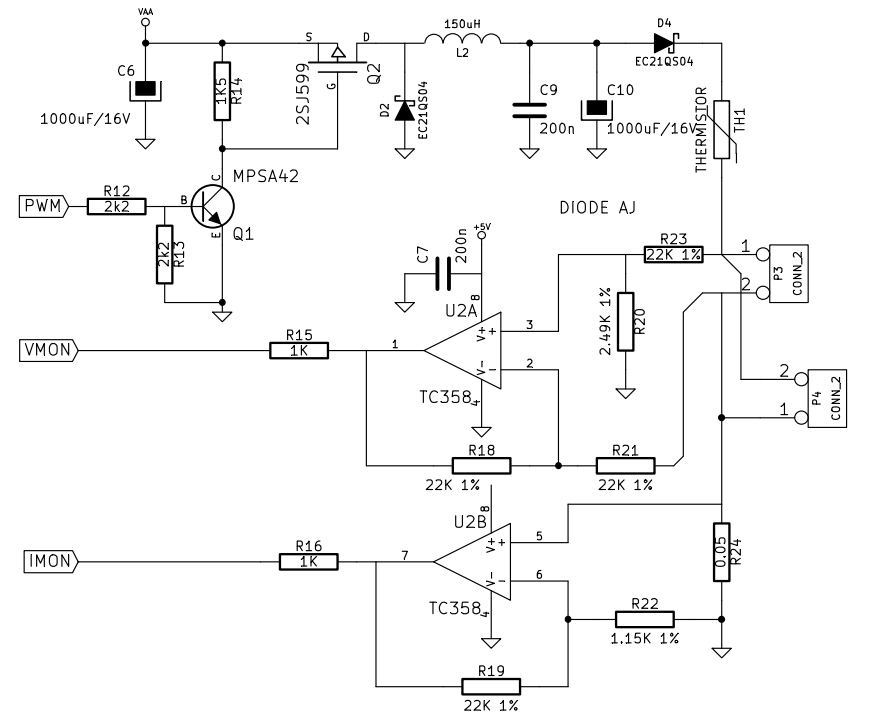 VAA
C6
1000uF/16V
1K5
R14
S
D
G
2SJ599
Q2
150uH
L2
D2
EC21QS04
C9
200n
C10
1000uF/16V
D4
EC21QS04
THERMISTOR
TH1
PWM
R12
2k2
2k2
R13
B
C
E
MPSA42
Q1
DIODE AJ
+5V
C7
200n
R23
22K 1%
1
2
P3
CONN_2
2.49K 1%
R20
U2A
8
V+
+
V-
−
4
3
2
1
TC358
VMON
R15
1K
2
1
P4
CONN_2
R18
22K 1%
R21
22K 1%
U2B
8
V+
+
V-
−
4
5
6
7
TC358
IMON
R16
1K
0.05
R24
R22
1.15K 1%
R19
22K 1%